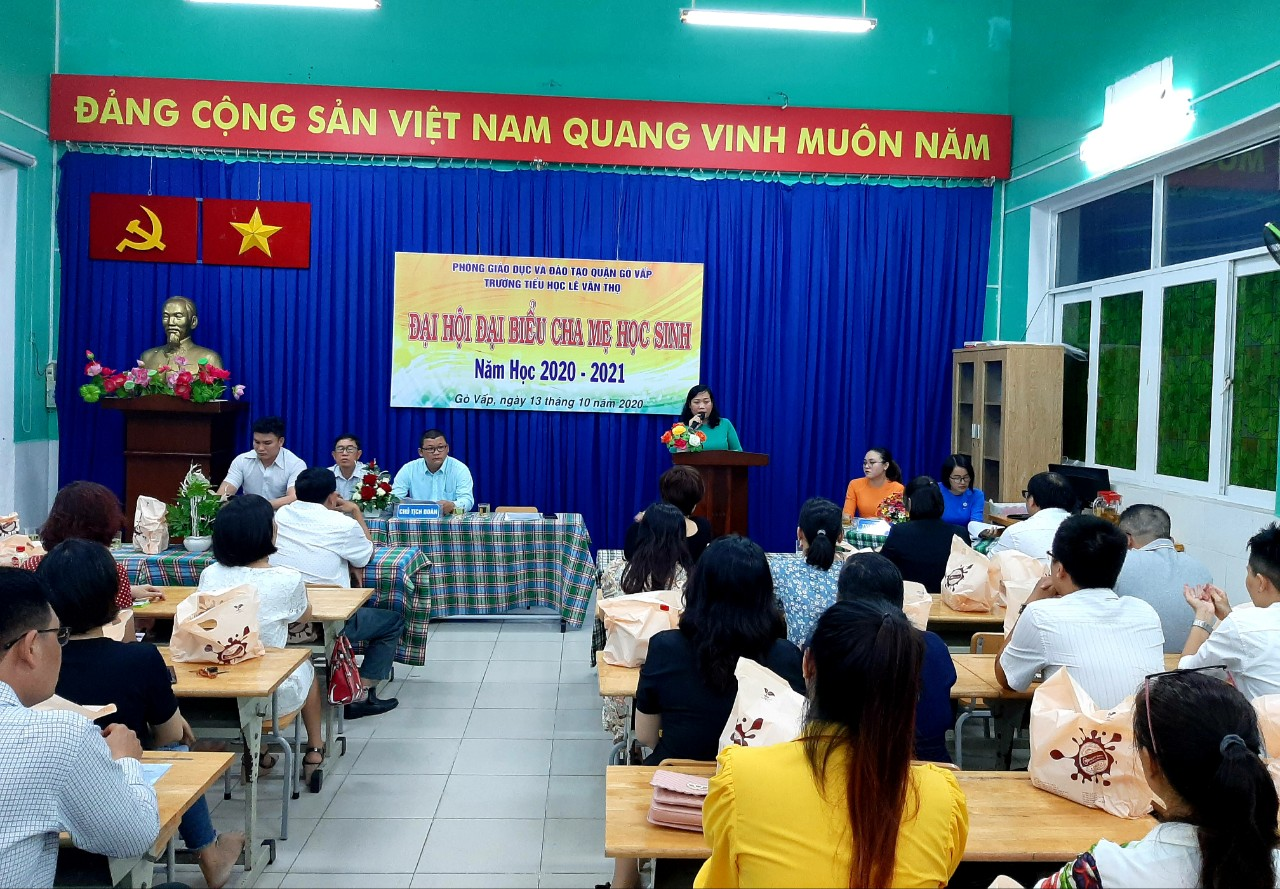 ĐẢNG CỘNG SẢN VIỆT NAM QUANG VINH MUÔN NĂM
PHÒNG GIÁO DỤC VÀ ĐÀO TẠO QUẬN GÒ VẤP
TRƯỜNG TIỂU HỌC LÊ VĂN THỌ
ĐẠI HỘI ĐẠI BIỂU CHA MẸ HỌC SINH
Năm Học 2020 - 2021
Gò Vấp, ngày 13 tháng 10 năm 2020
CHỦ TỊCH ĐOÀN